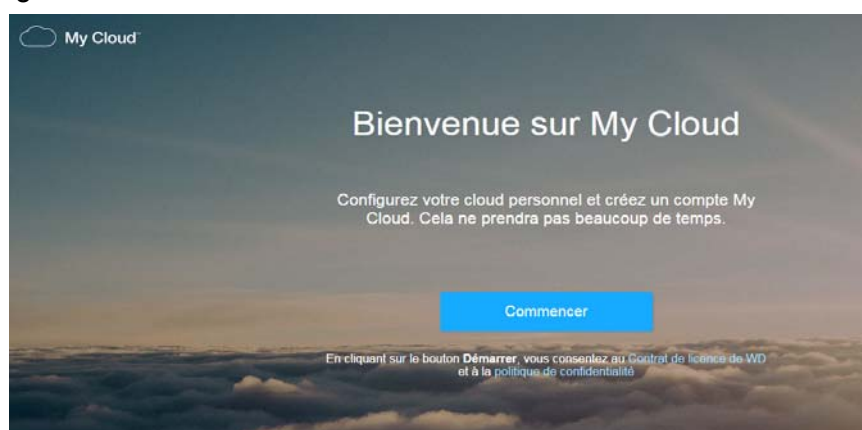 My Cloud™
Bienvenue sur My Cloud
Configurez votre cloud personnel et créez un compte My
Cloud. Cela ne prendra pas beaucoup de temps.
Commencer
En cliquant sur le bouton Démarrer, vous consentez au Contrat de licence de WD
et à la politique de confidentialité